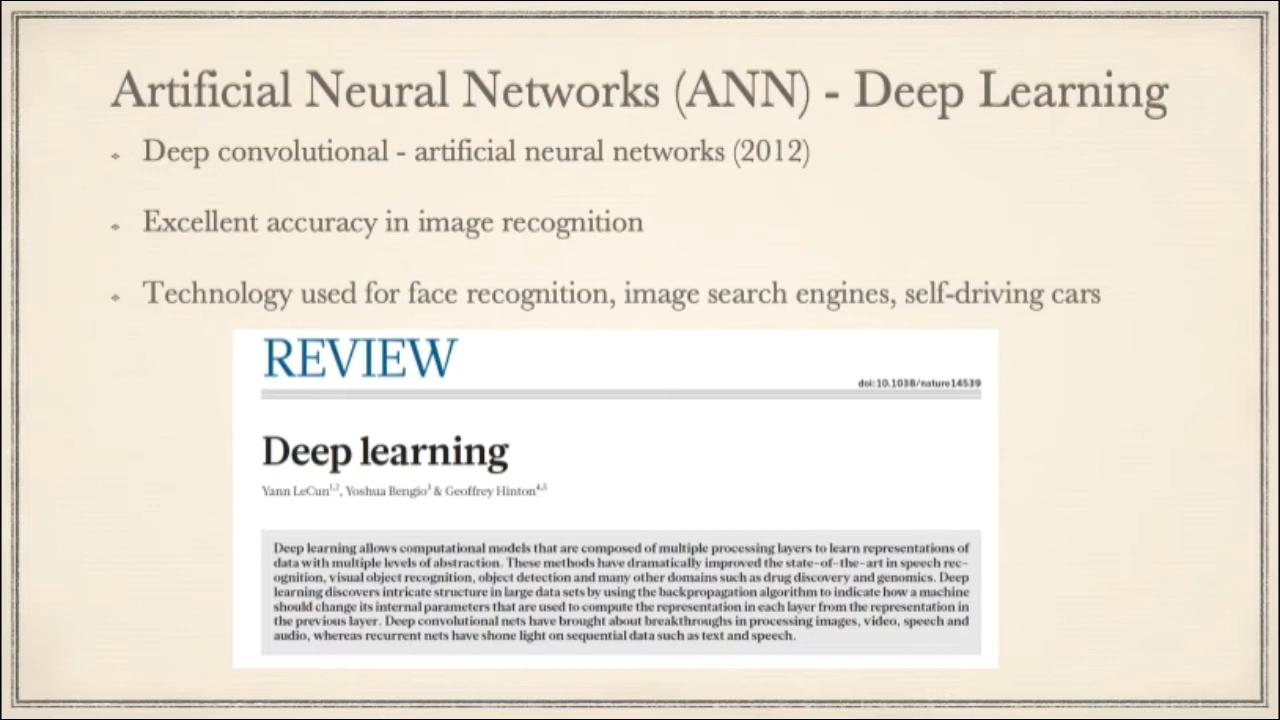 Artificial Neural Networks (ANN) - Deep Learning
Deep convolutional - artificial neural networks (2012)
Excellent accuracy in image recognition
Technology used for face recognition, image search engines, self-driving cars
REVIEW
doi:10.1038/nature14539
Deep learning
Yann LeCun1,2, Yoshua Bengio3 & Geoffrey Hinton4,5
Deep learning allows computational models that are composed of multiple processing layers to learn representations of
data with multiple levels of abstraction. These methods have dramatically improved the state-of-the-art in speech rec-
ognition, visual object recognition, object detection and many other domains such as drug discovery and genomics. Deep
learning discovers intricate structure in large data sets by using the backpropagation algorithm to indicate how a machine
should change its internal parameters that are used to compute the representation in each layer from the representation in
the previous layer. Deep convolutional nets have brought about breakthroughs in processing images, video, speech and
audio, whereas recurrent nets have shone light on sequential data such as text and speech.